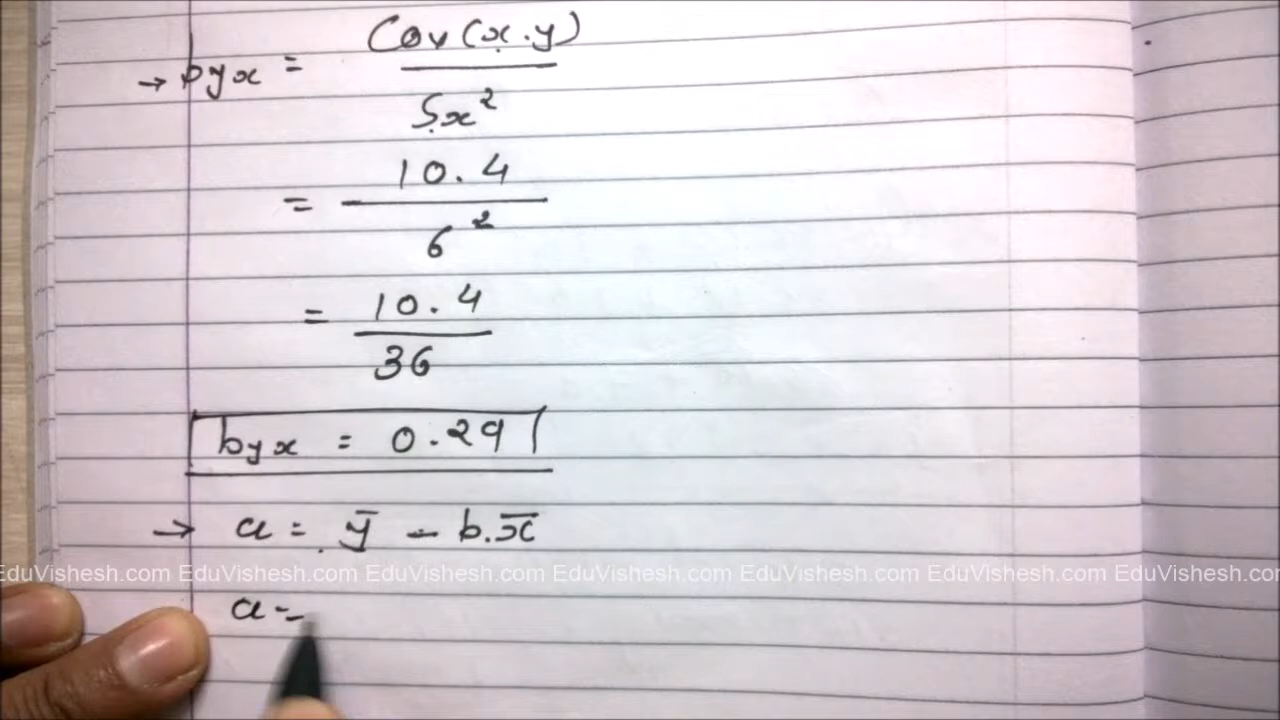 → byx = Cov(x.y)
Sx²
= 10.4
6²
= 10.4
36
byx = 0.29
→ a = ȳ - b.x̄
EduVishesh.com EduVishesh.com EduVishesh.com EduVishesh.com EduVishesh.com EduVishesh.com EduVishesh.com
a =